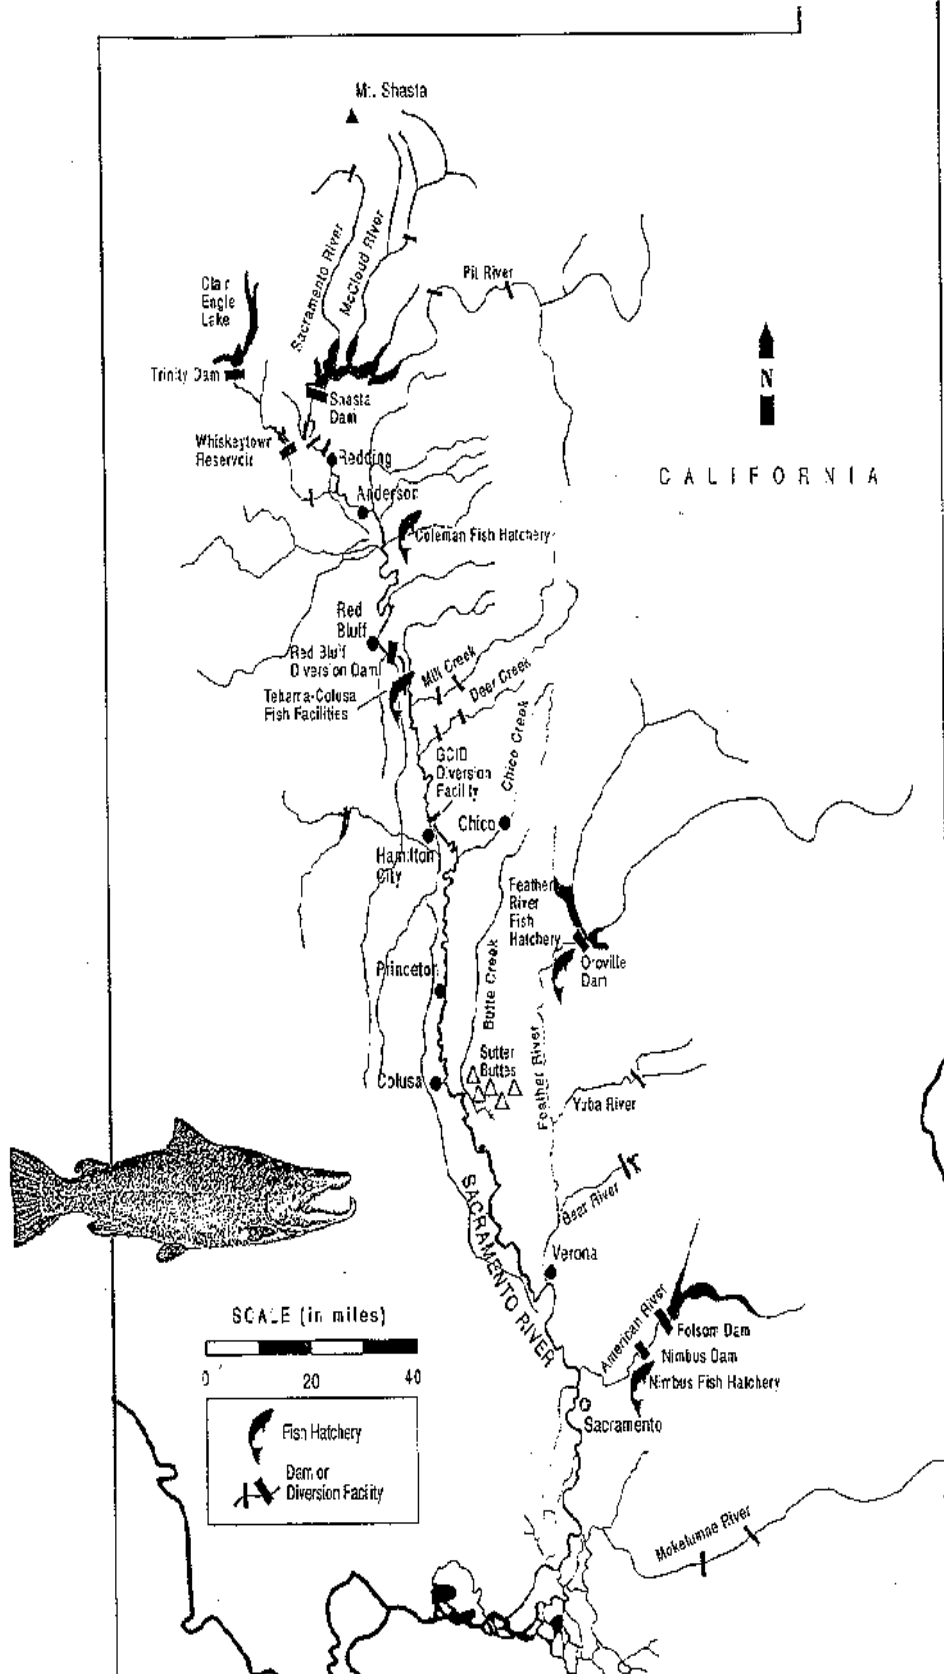 Mt. Shasta
Sacramento River
McCloud River
Pit River
Clair
Engle
Lake
Trinity Dam
Shasta
Dam
N
Whiskeytown
Reservoir
Redding
CALIFORNIA
Anderson
Coleman Fish Hatchery
Red
Bluff
Red Bluff
Diversion Dam
Mill Creek
Deer Creek
Tehama-Colusa
Fish Facilities
Chico Creek
GCID
Diversion
Facility
Chico
Hamilton
City
Feather
River
Fish
Hatchery
Oroville
Dam
Princeton
Butte Creek
Feather River
Sutter
Buttes
Colusa
Yuba River
Bear River
SACRAMENTO RIVER
Verona
American River
SCALE (in miles)
0 20 40
Folsom Dam
Nimbus Dam
Nimbus Fish Hatchery
Sacramento
Fish Hatchery
Dam or
Diversion Facility
Mokelumne River